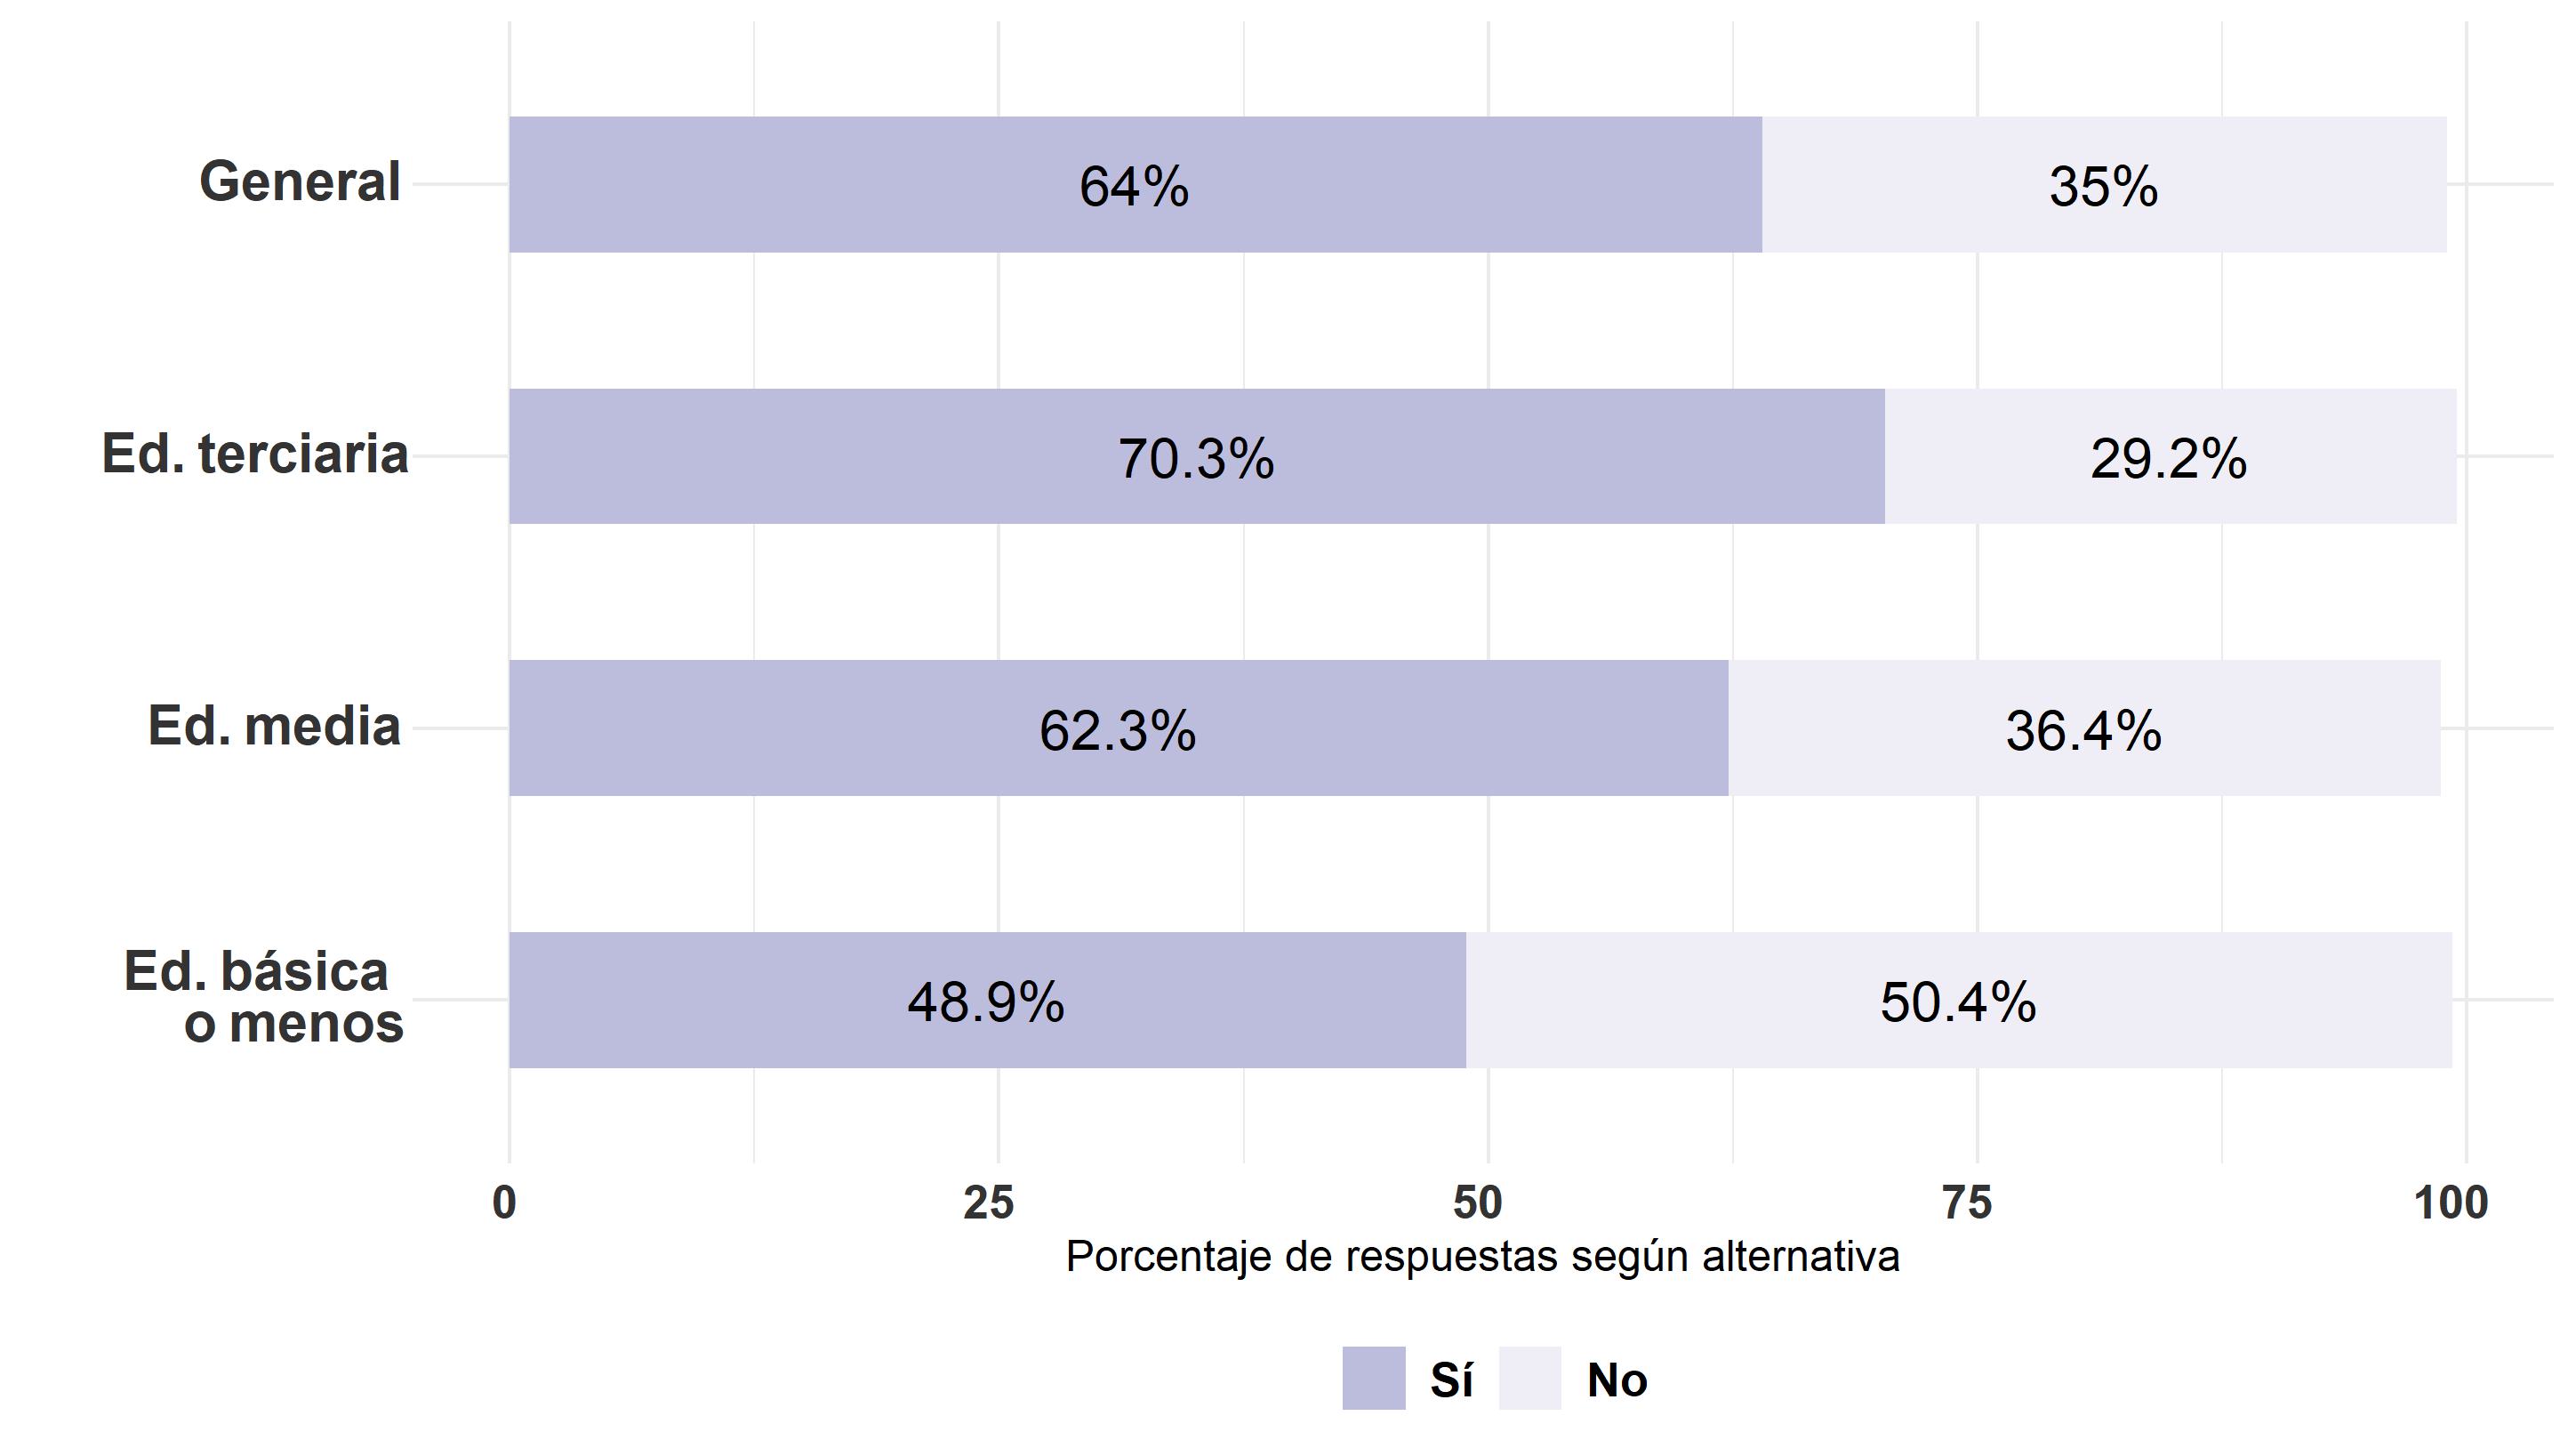 General
64%
35%
Ed. terciaria
70.3%
29.2%
Ed. media
62.3%
36.4%
Ed. básica
o menos
48.9%
50.4%
0 25 50 75 100
Porcentaje de respuestas según alternativa
Sí No